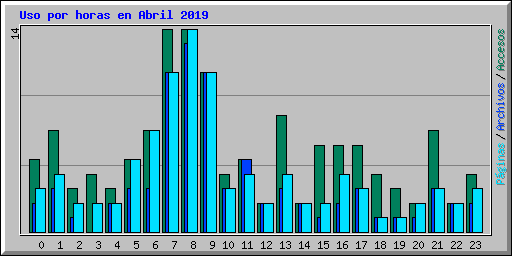 Uso por horas en Abril 2019
14
Páginas / Archivos / Accesos
0 1 2 3 4 5 6 7 8 9 10 11 12 13 14 15 16 17 18 19 20 21 22 23